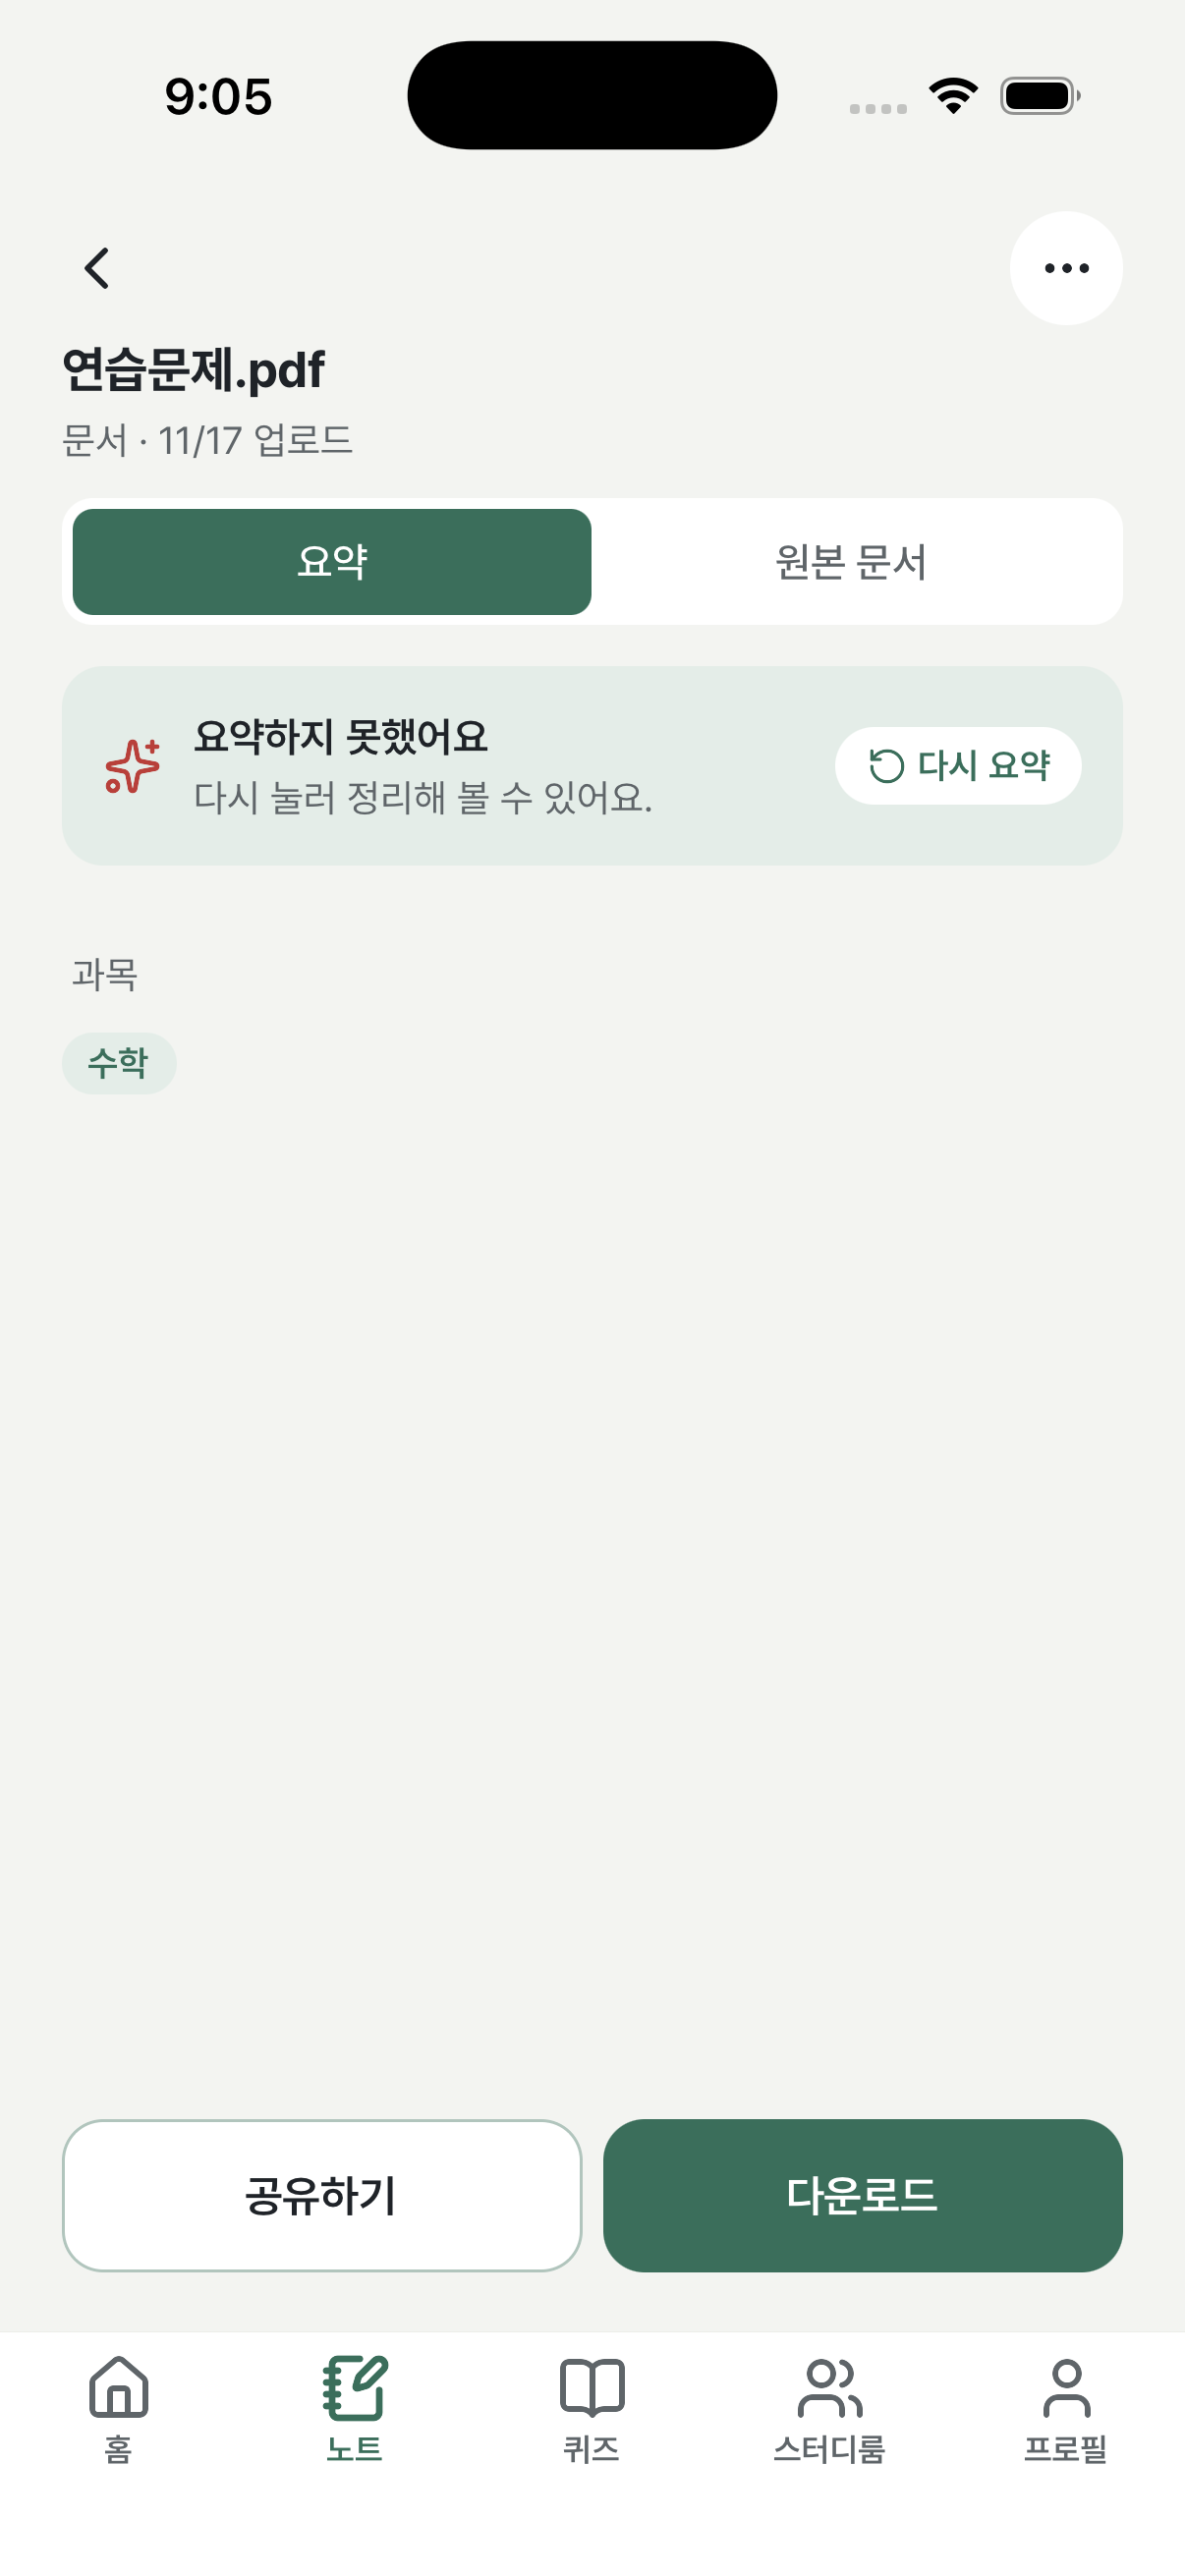 9:05
연습문제.pdf
문서 · 11/17 업로드
요약
원본 문서
요약하지 못했어요
다시 눌러 정리해 볼 수 있어요.
다시 요약
과목
수학
공유하기
다운로드
홈
노트
퀴즈
스터디룸
프로필